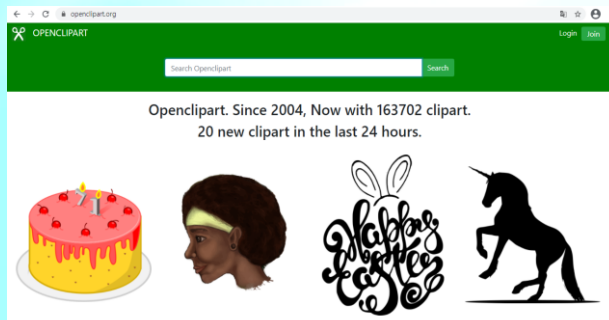 openclipart.org
OPENCLIPART
Login Join
Search Openclipart Search
Openclipart. Since 2004, Now with 163702 clipart.
20 new clipart in the last 24 hours.
71
Happy
Easter